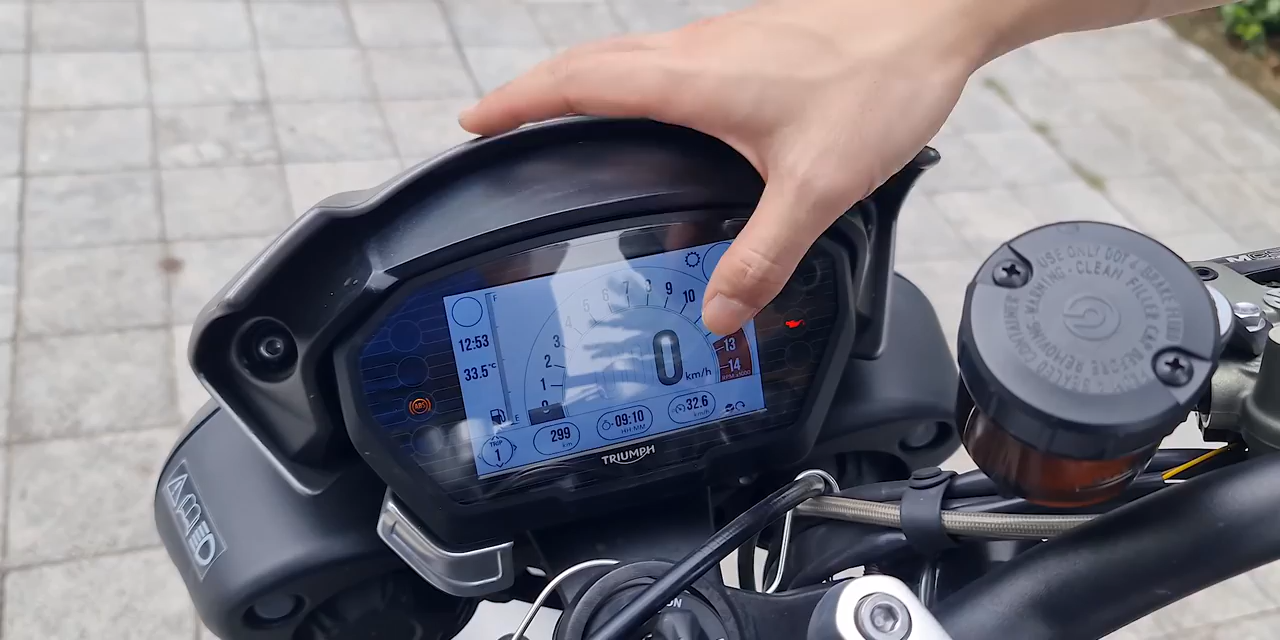 F
12:53
33.5°C
E
0
1
2
3
4
5
6
7
8
9
10
13
14
RPM x1000
0 km/h
TRIP
1
299
km
09:10
HH:MM
32.6
km/h
ABS
TRIUMPH
USE ONLY DOT 4 BRAKE FLUID
WARNING - CLEAN FILLER CAP BEFORE REMOVING
ON